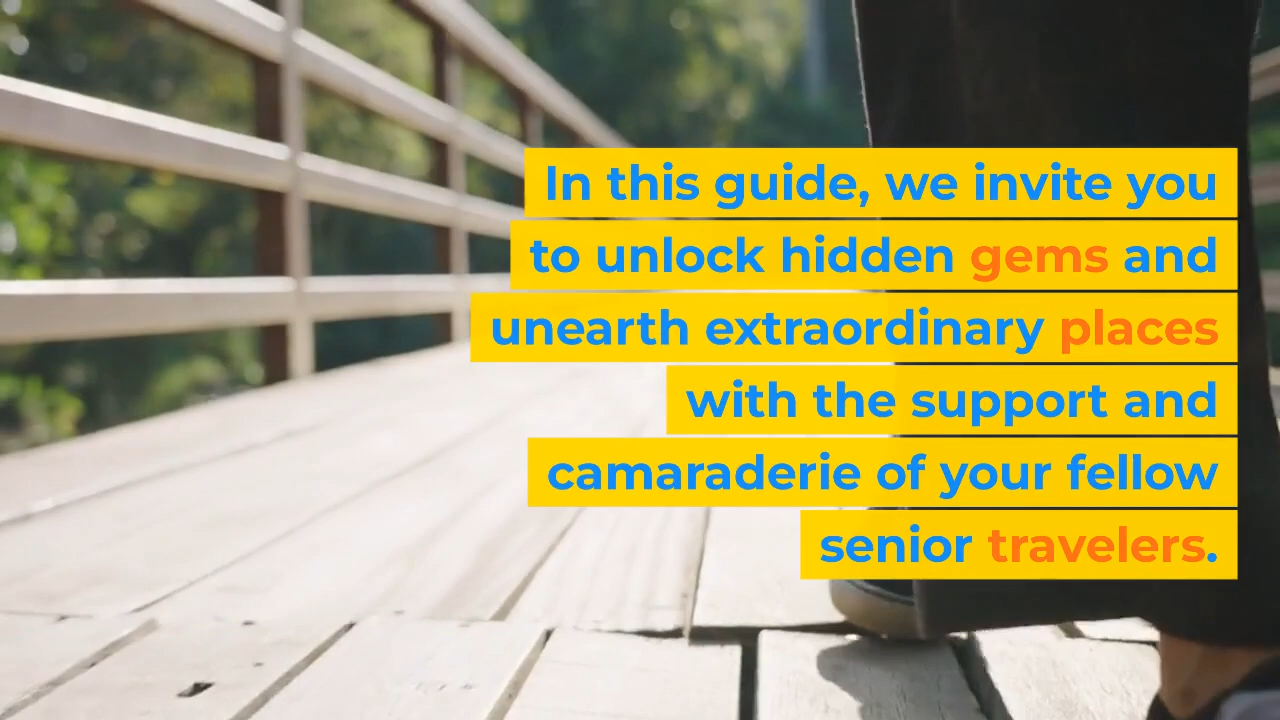 In this guide, we invite you
to unlock hidden gems and
unearth extraordinary places
with the support and
camaraderie of your fellow
senior travelers.